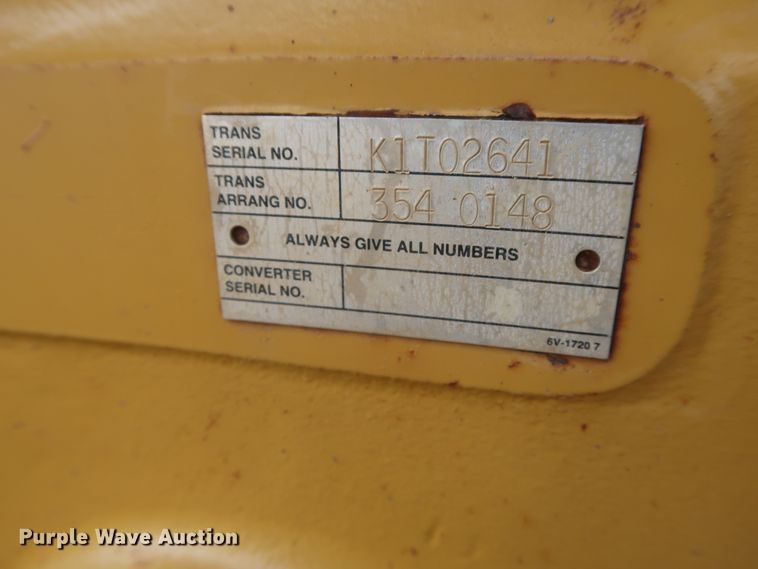 TRANS
SERIAL NO.
K1T02641
TRANS
ARRANG NO.
354 0148
ALWAYS GIVE ALL NUMBERS
CONVERTER
SERIAL NO.
6V-1720 7
Purple Wave Auction